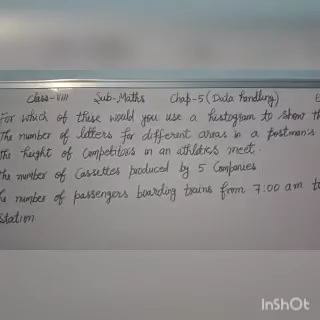 Class-VIII Sub-Maths Chap-5 (Data handling) E
For which of these would you use a histogram to show th
The number of letters for different areas in a postman's
the height of Competitors in an athletics meet.
the number of Cassettes produced by 5 Companies
he number of passengers boarding trains from 7:00 am to
station
InShOt